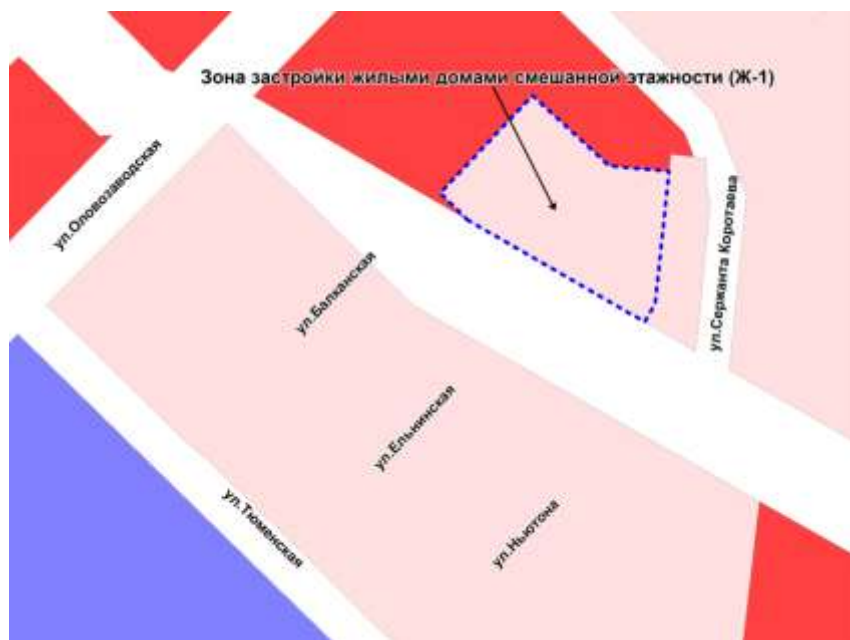 Зона застройки жилыми домами смешанной этажности (Ж-1)
ул.Оловозаводская
ул.Балканская
ул.Сержанта Коротаева
ул.Ельнинская
ул.Тюменская
ул.Ньютона